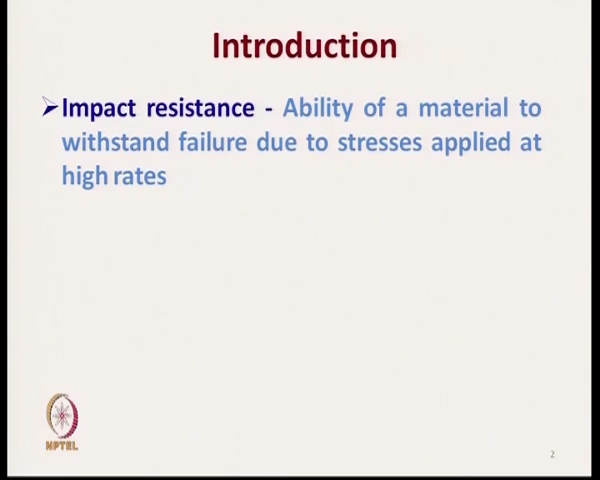 Introduction
➢Impact resistance - Ability of a material to
withstand failure due to stresses applied at
high rates
NPTEL
2